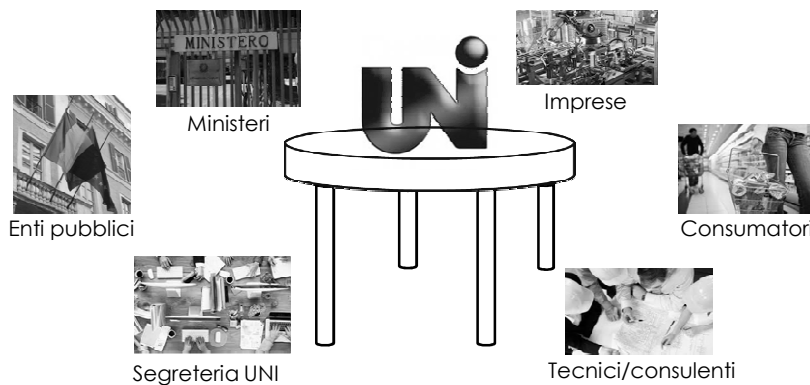 MINISTERO
UNI
Imprese
Ministeri
Enti pubblici
Consumatori
Segreteria UNI
Tecnici/consulenti